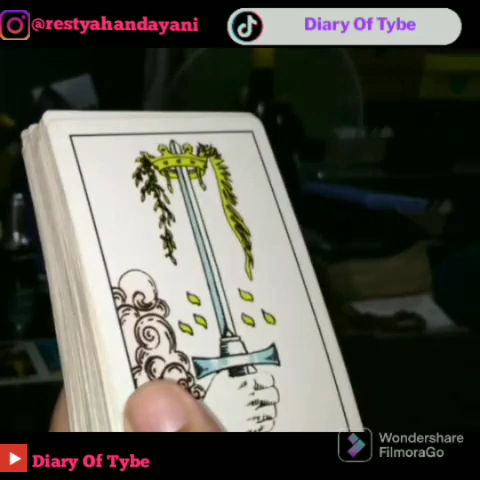 @restyahandayani
Diary Of Tybe
Wondershare
FilmoraGo
Diary Of Tybe